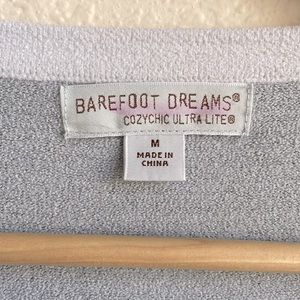 BAREFOOT DREAMS®
COZYCHIC ULTRA LITE®
M
MADE IN
CHINA